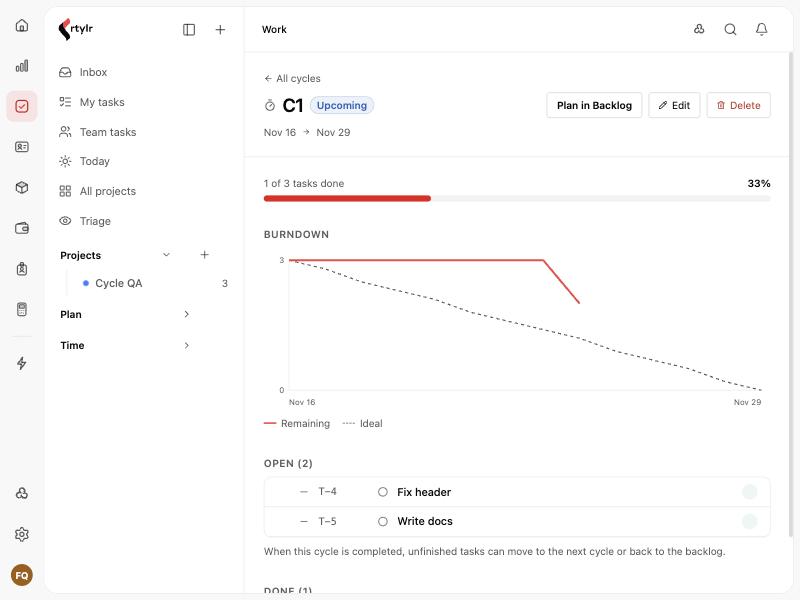 rtylr
Work
Inbox
My tasks
Team tasks
Today
All projects
Triage
Projects
Cycle QA 3
Plan
Time
FQ
← All cycles
C1 Upcoming
Plan in Backlog Edit Delete
Nov 16 → Nov 29
1 of 3 tasks done 33%
BURNDOWN
3
0
Nov 16 Nov 29
Remaining Ideal
OPEN (2)
— T–4 Fix header
— T–5 Write docs
When this cycle is completed, unfinished tasks can move to the next cycle or back to the backlog.
DONE (1)